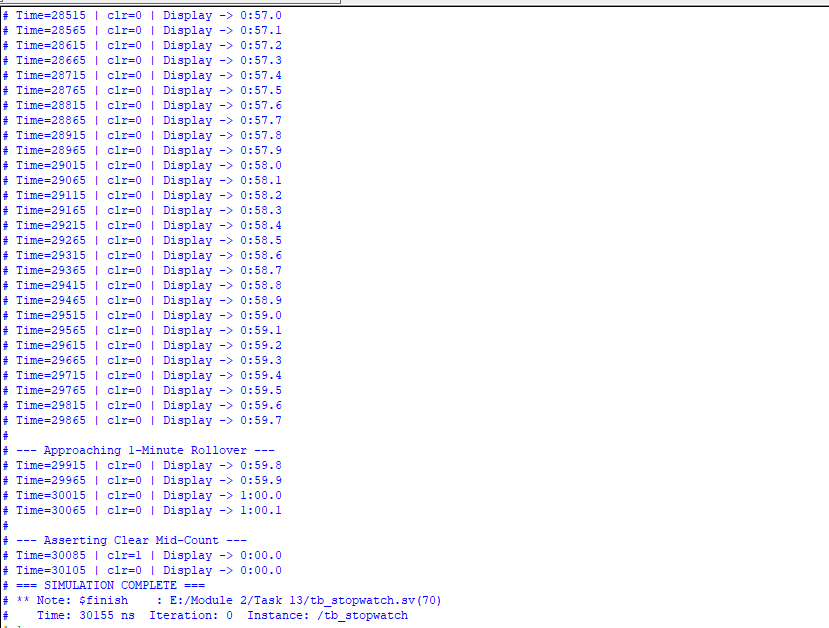 # Time=28515 | clr=0 | Display -> 0:57.0
# Time=28565 | clr=0 | Display -> 0:57.1
# Time=28615 | clr=0 | Display -> 0:57.2
# Time=28665 | clr=0 | Display -> 0:57.3
# Time=28715 | clr=0 | Display -> 0:57.4
# Time=28765 | clr=0 | Display -> 0:57.5
# Time=28815 | clr=0 | Display -> 0:57.6
# Time=28865 | clr=0 | Display -> 0:57.7
# Time=28915 | clr=0 | Display -> 0:57.8
# Time=28965 | clr=0 | Display -> 0:57.9
# Time=29015 | clr=0 | Display -> 0:58.0
# Time=29065 | clr=0 | Display -> 0:58.1
# Time=29115 | clr=0 | Display -> 0:58.2
# Time=29165 | clr=0 | Display -> 0:58.3
# Time=29215 | clr=0 | Display -> 0:58.4
# Time=29265 | clr=0 | Display -> 0:58.5
# Time=29315 | clr=0 | Display -> 0:58.6
# Time=29365 | clr=0 | Display -> 0:58.7
# Time=29415 | clr=0 | Display -> 0:58.8
# Time=29465 | clr=0 | Display -> 0:58.9
# Time=29515 | clr=0 | Display -> 0:59.0
# Time=29565 | clr=0 | Display -> 0:59.1
# Time=29615 | clr=0 | Display -> 0:59.2
# Time=29665 | clr=0 | Display -> 0:59.3
# Time=29715 | clr=0 | Display -> 0:59.4
# Time=29765 | clr=0 | Display -> 0:59.5
# Time=29815 | clr=0 | Display -> 0:59.6
# Time=29865 | clr=0 | Display -> 0:59.7
#
# --- Approaching 1-Minute Rollover ---
# Time=29915 | clr=0 | Display -> 0:59.8
# Time=29965 | clr=0 | Display -> 0:59.9
# Time=30015 | clr=0 | Display -> 1:00.0
# Time=30065 | clr=0 | Display -> 1:00.1
#
# --- Asserting Clear Mid-Count ---
# Time=30085 | clr=1 | Display -> 0:00.0
# Time=30105 | clr=0 | Display -> 0:00.0
# === SIMULATION COMPLETE ===
# ** Note: $finish    : E:/Module 2/Task 13/tb_stopwatch.sv(70)
#    Time: 30155 ns  Iteration: 0  Instance: /tb_stopwatch